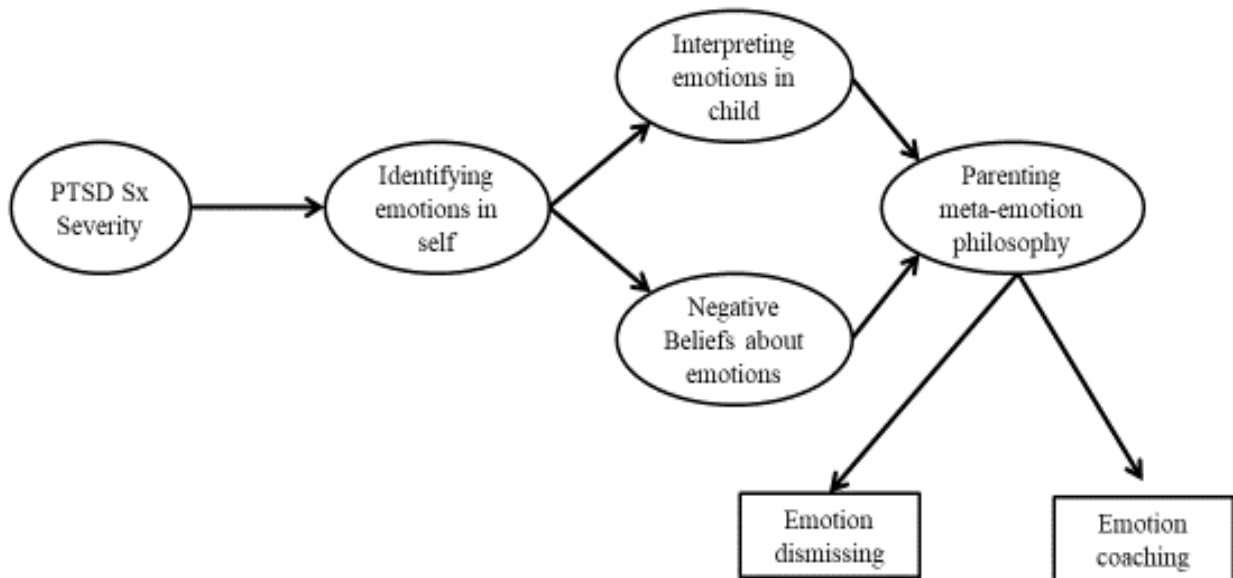 PTSD Sx
Severity
Identifying
emotions in
self
Interpreting
emotions in
child
Negative
Beliefs about
emotions
Parenting
meta-emotion
philosophy
Emotion
dismissing
Emotion
coaching